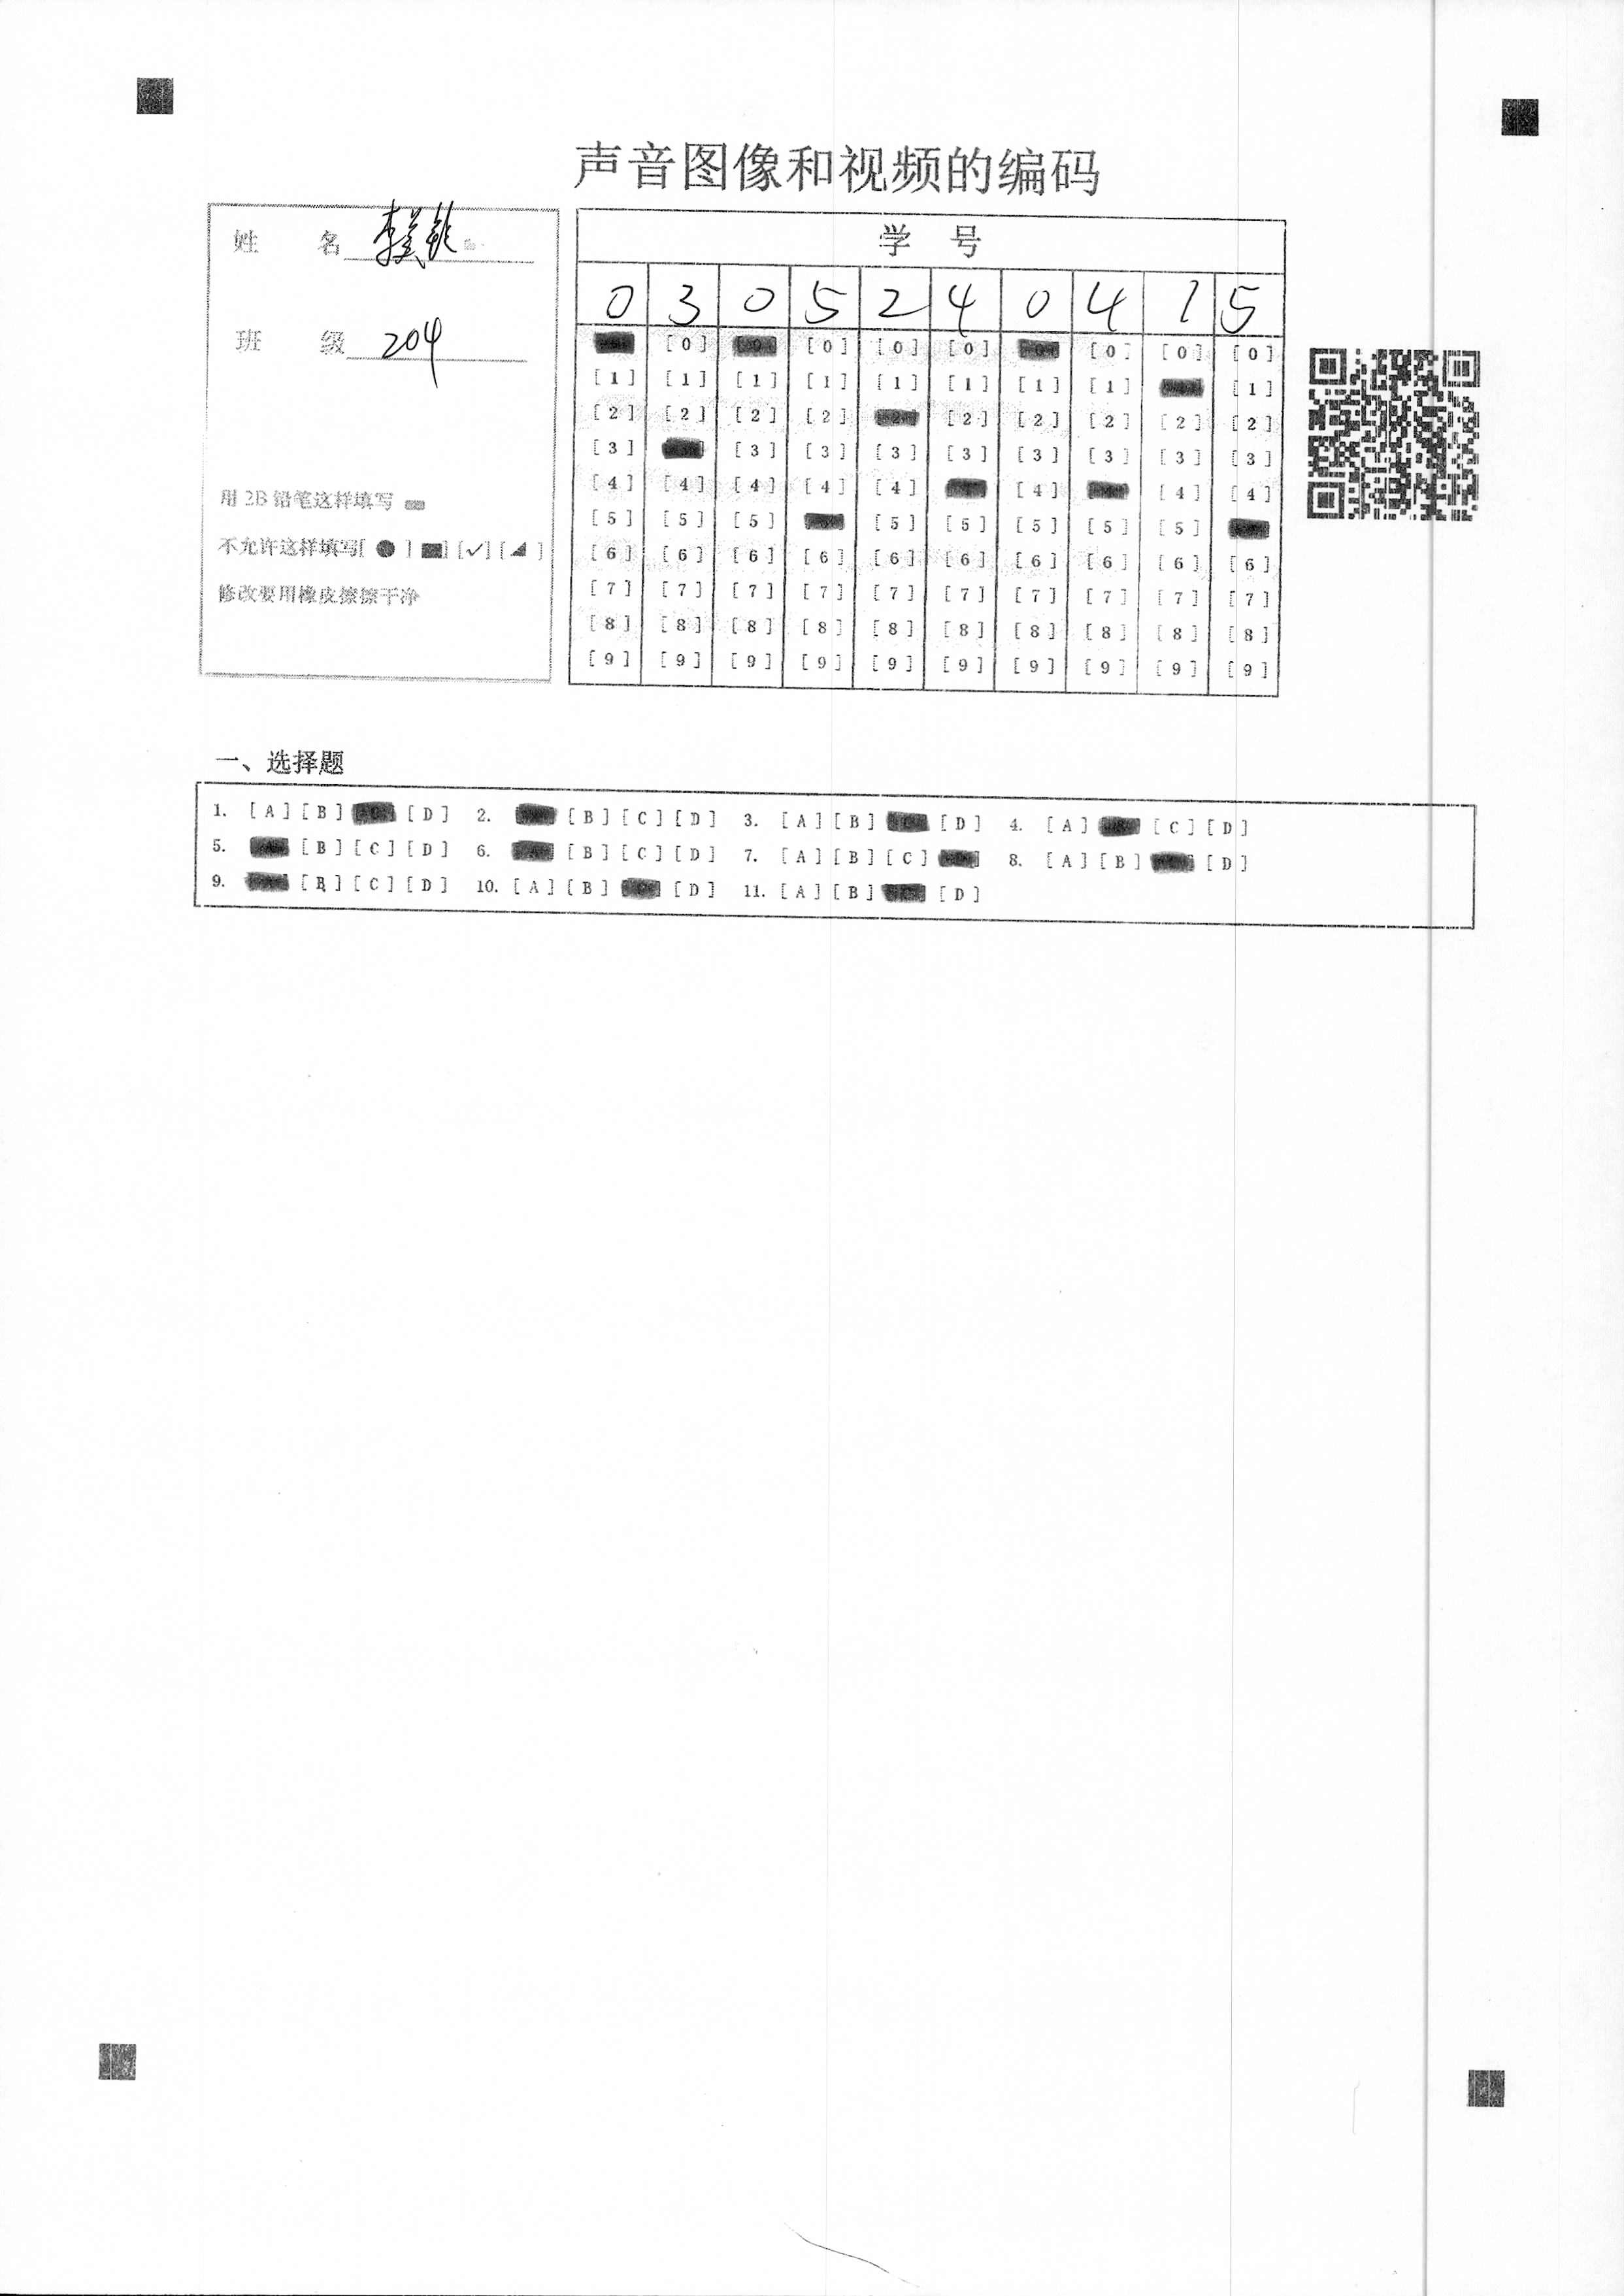 声音图像和视频的编码
姓 名
班 级 204
用 2B 铅笔这样填写
不允许这样填写[ ● ] [■] [✓] [◢ ]
修改要用橡皮擦擦干净
学 号
0 3 0 5 2 4 0 4 1 5
[0] [0] [0] [0] [0] [0] [0]
[1] [1] [1] [1] [1] [1] [1] [1] [1]
[2] [2] [2] [2] [2] [2] [2] [2] [2]
[3] [3] [3] [3] [3] [3] [3] [3] [3]
[4] [4] [4] [4] [4] [4] [4] [4]
[5] [5] [5] [5] [5] [5] [5] [5]
[6] [6] [6] [6] [6] [6] [6] [6] [6] [6]
[7] [7] [7] [7] [7] [7] [7] [7] [7] [7]
[8] [8] [8] [8] [8] [8] [8] [8] [8] [8]
[9] [9] [9] [9] [9] [9] [9] [9] [9] [9]
一、选择题
1. [A] [B] [D] 2. [B] [C] [D] 3. [A] [B] [D] 4. [A] [C] [D]
5. [B] [C] [D] 6. [B] [C] [D] 7. [A] [B] [C] 8. [A] [B] [D]
9. [B] [C] [D] 10. [A] [B] [D] 11. [A] [B] [D]